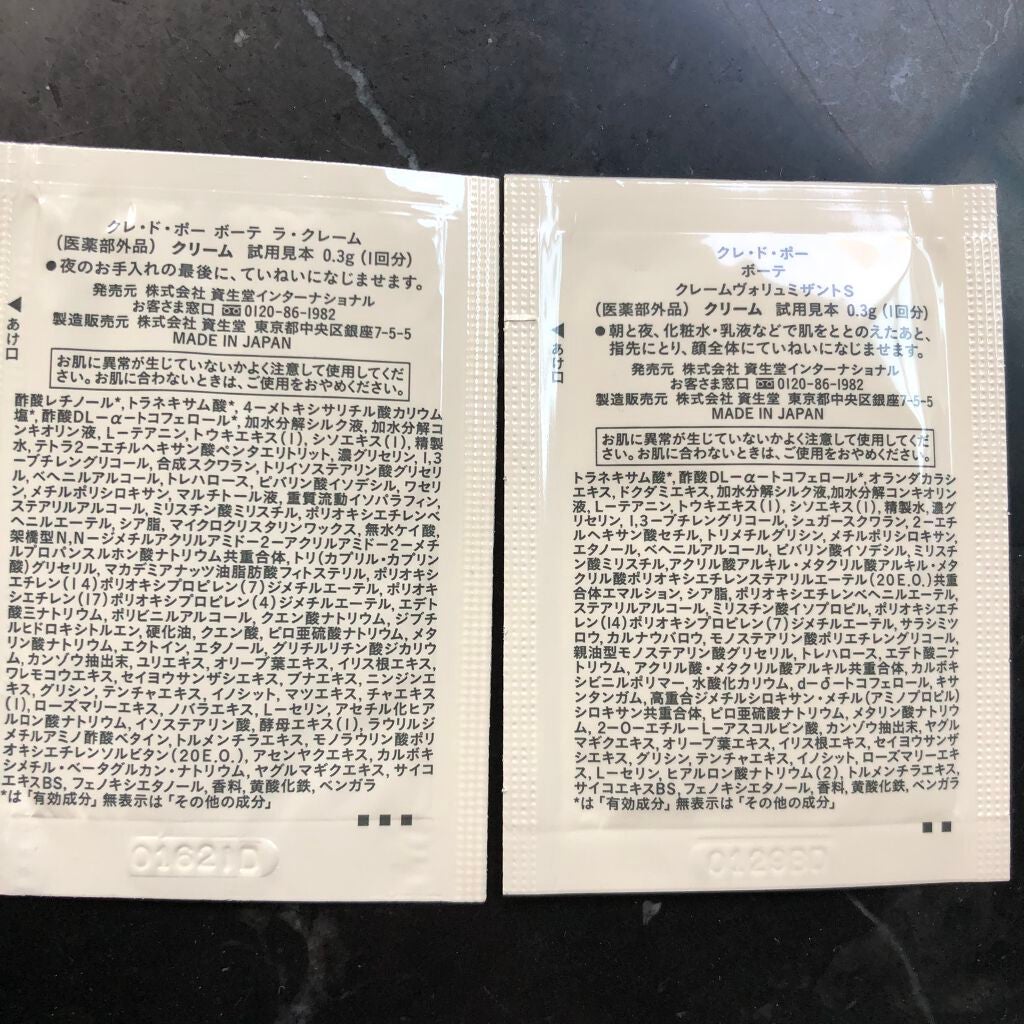 クレ・ド・ポー ボーテ ラ・クレーム
(医薬部外品) クリーム 試用見本 0.3g (1回分)
●夜のお手入れの最後に、ていねいになじませます。
発売元 株式会社 資生堂インターナショナル
お客さま窓口 0120-86-1982
製造販売元 株式会社 資生堂 東京都中央区銀座7-5-5
MADE IN JAPAN
◀あけ口
お肌に異常が生じていないかよく注意して使用してくだ
さい。お肌に合わないときは、ご使用をおやめください。
酢酸レチノール*,トラネキサム酸*,4ーメトキシサリチル酸カリウム
塩*,酢酸DL-α-トコフェロール*,加水分解シルク液,加水分解コ
ンキオリン液,L-テアニン,トウキエキス(1),シソエキス(1),精製
水,テトラ2-エチルヘキサン酸ペンタエリトリット,濃グリセリン,1,3
ーブチレングリコール,合成スクワラン,トリイソステアリン酸グリセリ
ル,ベヘニルアルコール,トレハロース,ピバリン酸イソデシル,ワセリ
ン,メチルポリシロキサン,マルチトール液,重質流動イソパラフィン,
ステアリルアルコール,ミリスチン酸ミリスチル,ポリオキシエチレンベ
ヘニルエーテル,シア脂,マイクロクリスタリンワックス,無水ケイ酸,
架橋型N,N-ジメチルアクリルアミド-2-アクリルアミド-2-メチ
ルプロパンスルホン酸ナトリウム共重合体,トリ(カプリル・カプリン
酸)グリセリル,マカデミアナッツ油脂肪酸フィトステリル,ポリオキシ
エチレン(14)ポリオキシプロピレン(7)ジメチルエーテル,ポリオキ
シエチレン(17)ポリオキシプロピレン(4)ジメチルエーテル,エデト
酸三ナトリウム,ポリビニルアルコール,クエン酸ナトリウム,ジブチ
ルヒドロキシトルエン,硬化油,クエン酸,ピロ亜硫酸ナトリウム,メタ
リン酸ナトリウム,エクトイン,エタノール,グリチルリチン酸ジカリウ
ム,カンゾウ抽出末,ユリエキス,オリーブ葉エキス,イリス根エキス,
ワレモコウエキス,セイヨウサンザシエキス,ブナエキス,ニンジンエ
キス,グリシン,テンチャエキス,イノシット,マツエキス,チャエキス
(1),ローズマリーエキス,ノバラエキス,L-セリン,アセチル化ヒア
ルロン酸ナトリウム,イソステアリン酸,酵母エキス(1),ラウリルジ
メチルアミノ酢酸ベタイン,トルメンチラエキス,モノラウリン酸ポリ
オキシエチレンソルビタン(20E.O.),アセンヤクエキス,カルボキ
シメチル・ベータグルカン・ナトリウム,ヤグルマギクエキス,サイコ
エキスBS,フェノキシエタノール,香料,黄酸化鉄,ベンガラ
*は「有効成分」無表示は「その他の成分」
01621D
クレ・ド・ポー
ボーテ
クレームヴォリュミザントS
(医薬部外品) クリーム 試用見本 0.3g (1回分)
●朝と夜、化粧水・乳液などで肌をととのえたあと、
指先にとり、顔全体にていねいになじませます。
発売元 株式会社 資生堂インターナショナル
お客さま窓口 0120-86-1982
製造販売元 株式会社 資生堂 東京都中央区銀座7-5-5
MADE IN JAPAN
◀あけ口
お肌に異常が生じていないかよく注意して使用してくだ
さい。お肌に合わないときは、ご使用をおやめください。
トラネキサム酸*,酢酸DL-α-トコフェロール*,オランダカラシ
エキス,ドクダミエキス,加水分解シルク液,加水分解コンキオリン
液,L-テアニン,トウキエキス(1),シソエキス(1),精製水,濃グ
リセリン,1,3-ブチレングリコール,シュガースクワラン,2-エチ
ルヘキサン酸セチル,トリメチルグリシン,メチルポリシロキサン,
エタノール,ベヘニルアルコール,ピバリン酸イソデシル,ミリスチ
ン酸ミリスチル,アクリル酸アルキル・メタクリル酸アルキル・メタ
クリル酸ポリオキシエチレンステアリルエーテル(20E.O.)共重
合体エマルション,シア脂,ポリオキシエチレンベヘニルエーテル,
ステアリルアルコール,ミリスチン酸イソプロピル,ポリオキシエチ
レン(14)ポリオキシプロピレン(7)ジメチルエーテル,サラシミツ
ロウ,カルナウバロウ,モノステアリン酸ポリエチレングリコール,
親油型モノステアリン酸グリセリル,トレハロース,エデト酸ニナ
トリウム,アクリル酸・メタクリル酸アルキル共重合体,カルボキ
シビニルポリマー,水酸化カリウム,d-δ-トコフェロール,キサ
ンタンガム,高重合ジメチルシロキサン・メチル(アミノプロピル)
シロキサン共重合体,ピロ亜硫酸ナトリウム,メタリン酸ナトリウ
ム,2-O-エチル-L-アスコルビン酸,カンゾウ抽出末,ヤグル
マギクエキス,オリーブ葉エキス,イリス根エキス,セイヨウサンザ
シエキス,グリシン,テンチャエキス,イノシット,ローズマリーエキ
ス,L-セリン,ヒアルロン酸ナトリウム(2),トルメンチラエキス,
サイコエキスBS,フェノキシエタノール,香料,黄酸化鉄,ベンガラ
*は「有効成分」無表示は「その他の成分」